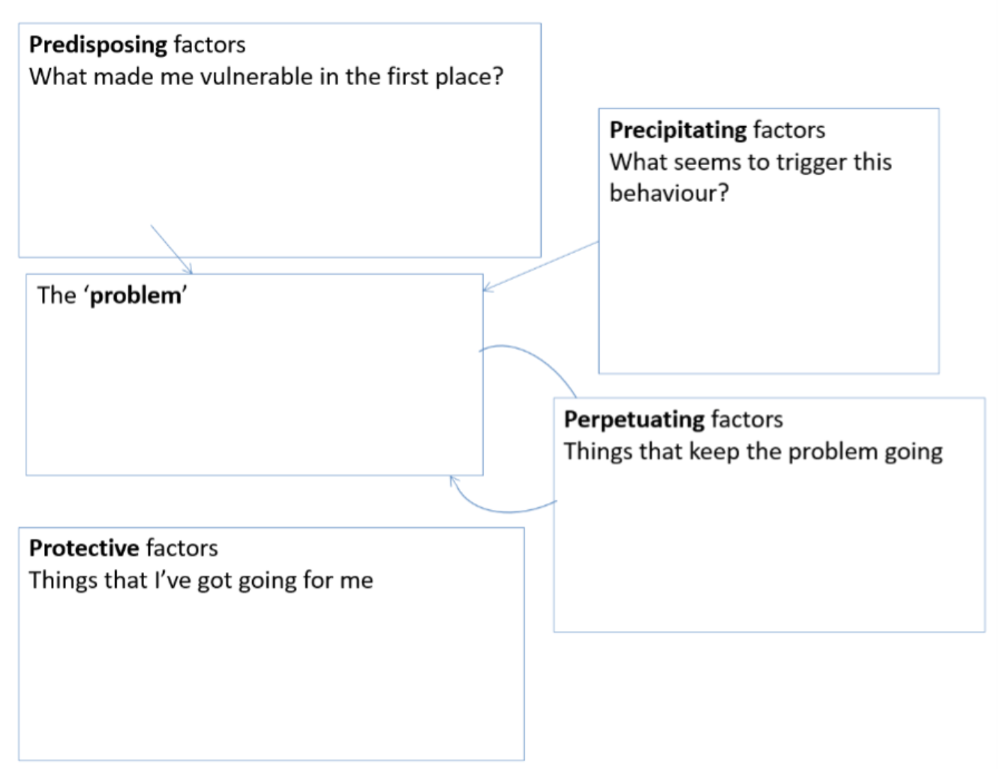 Predisposing factors
What made me vulnerable in the first place?
Precipitating factors
What seems to trigger this
behaviour?
The ‘problem’
Perpetuating factors
Things that keep the problem going
Protective factors
Things that I’ve got going for me